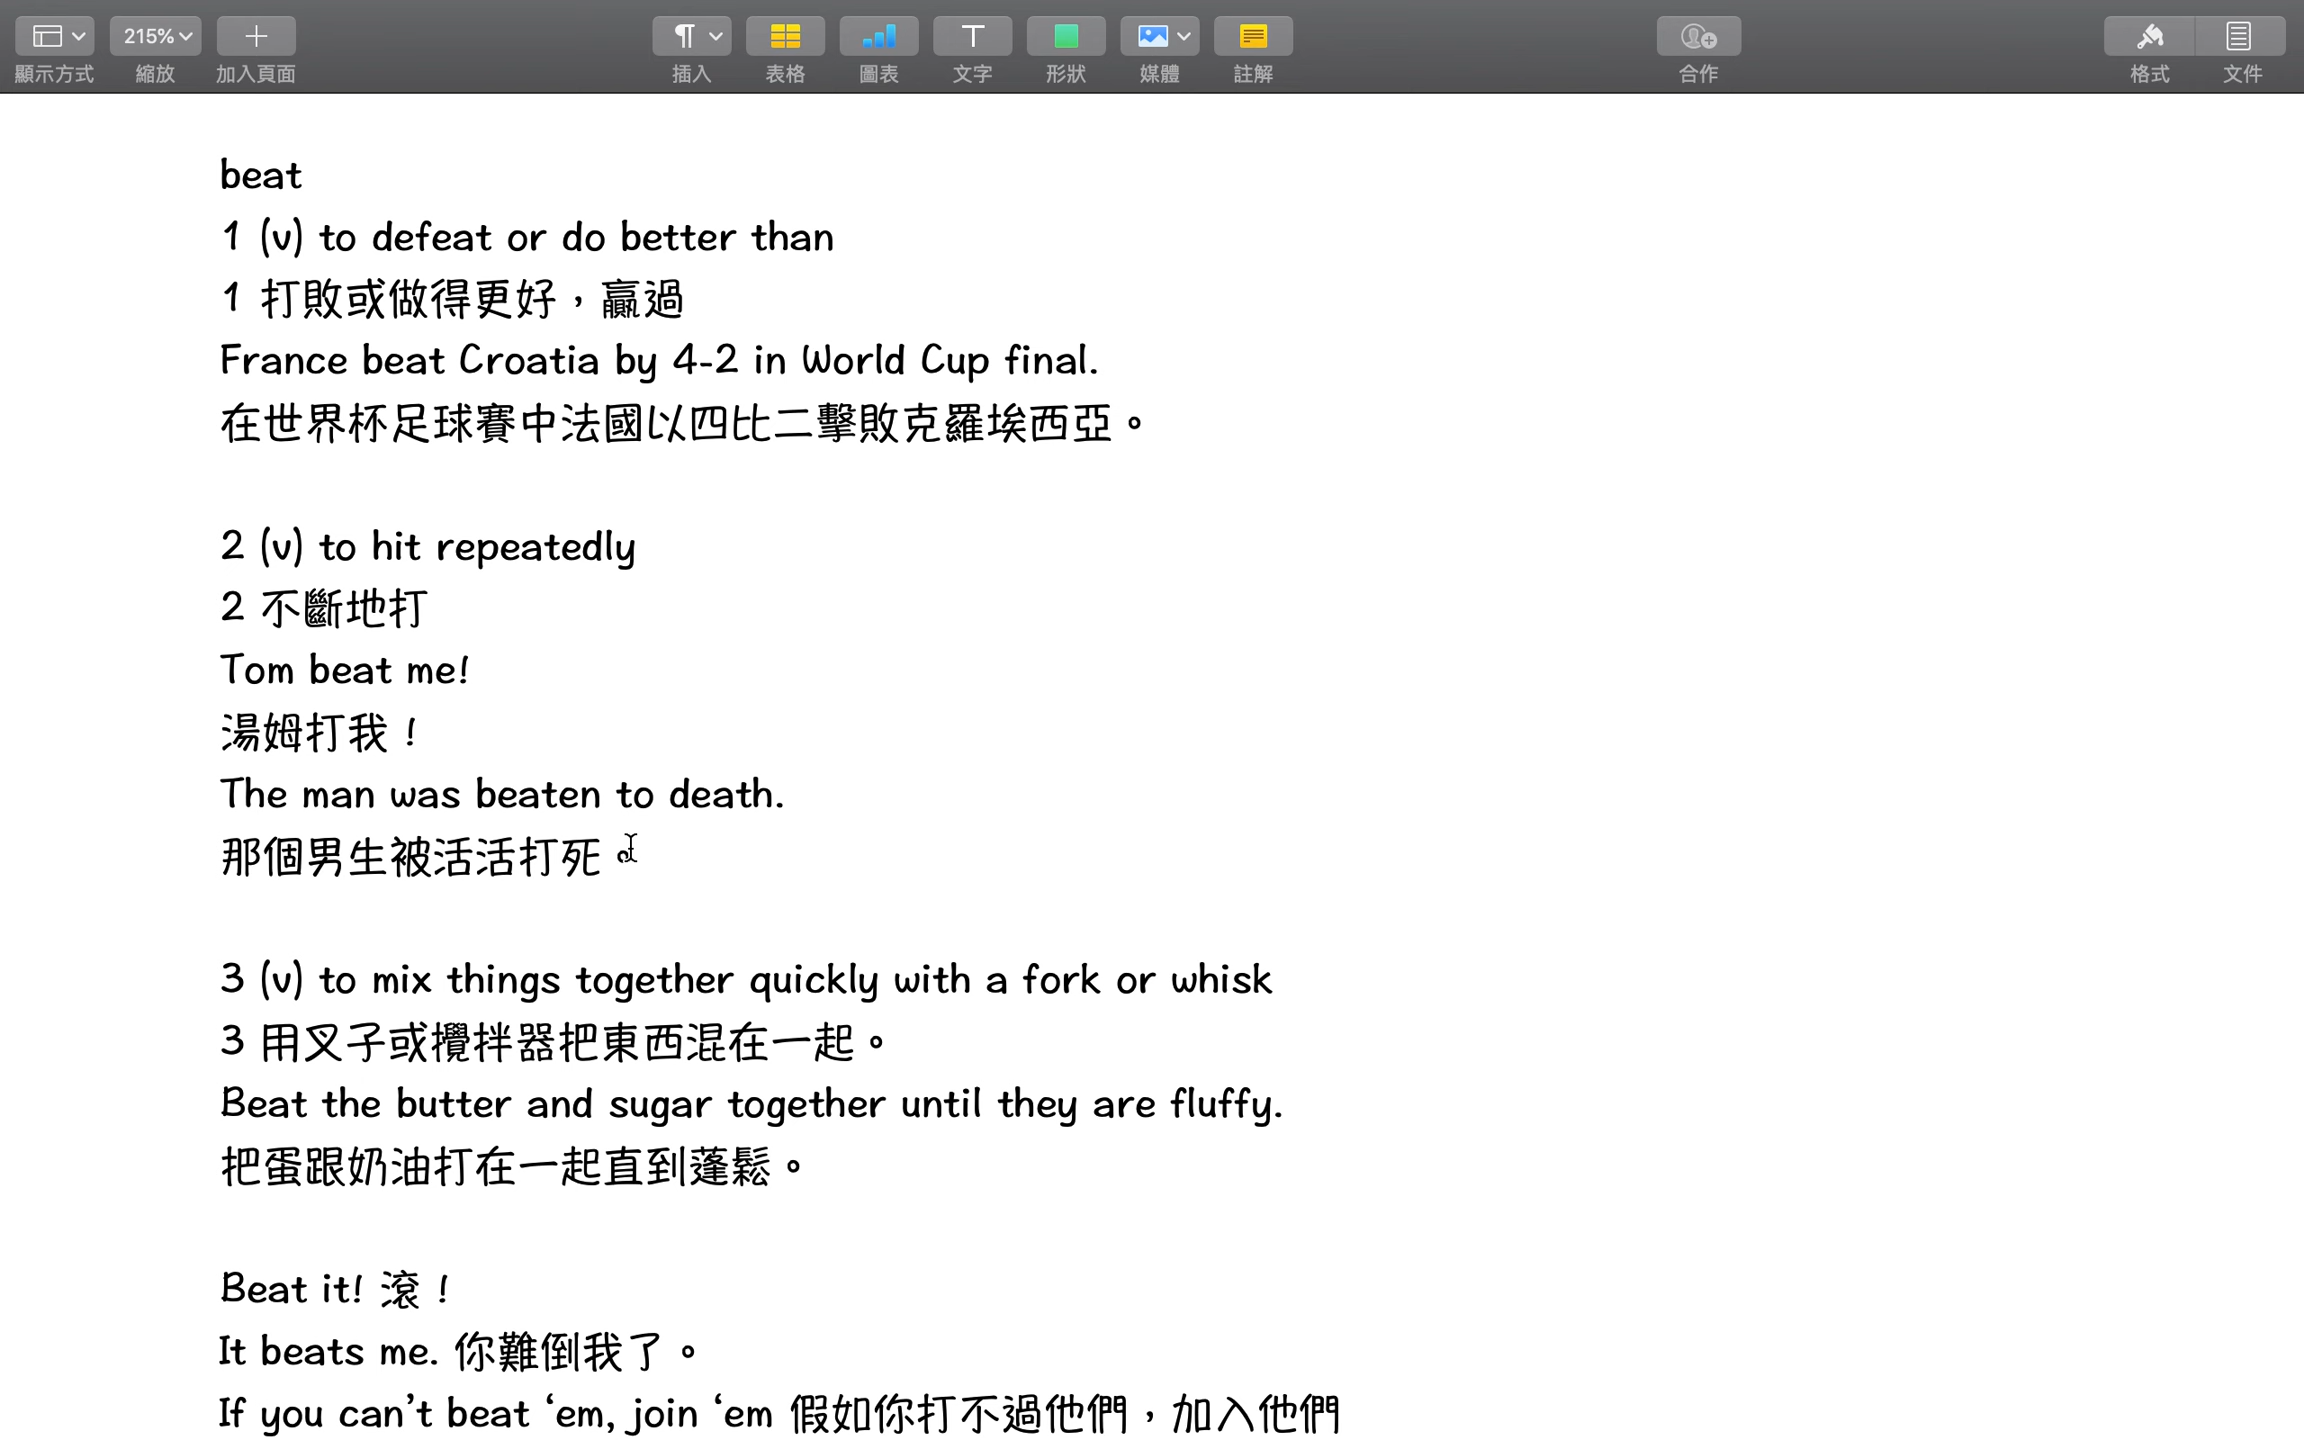 215%
顯示方式
縮放
加入頁面
插入
表格
圖表
文字
形狀
媒體
註解
合作
格式
文件
beat
1 (v) to defeat or do better than
1 打敗或做得更好，贏過
France beat Croatia by 4-2 in World Cup final.
在世界杯足球賽中法國以四比二擊敗克羅埃西亞。
2 (v) to hit repeatedly
2 不斷地打
Tom beat me!
湯姆打我！
The man was beaten to death.
那個男生被活活打死。
3 (v) to mix things together quickly with a fork or whisk
3 用叉子或攪拌器把東西混在一起。
Beat the butter and sugar together until they are fluffy.
把蛋跟奶油打在一起直到蓬鬆。
Beat it! 滾！
It beats me. 你難倒我了。
If you can’t beat ‘em, join ‘em 假如你打不過他們，加入他們